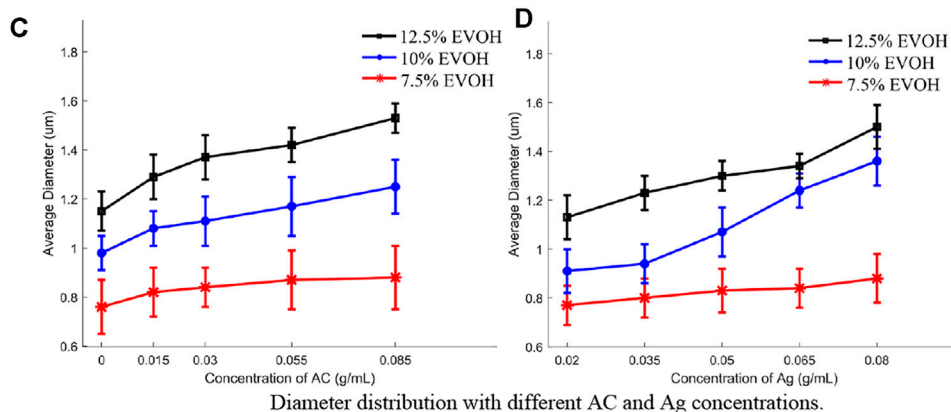 C
12.5% EVOH
10% EVOH
7.5% EVOH
Average Diameter (um)
1.8
1.6
1.4
1.2
1
0.8
0.6
0 0.015 0.03 0.055 0.085
Concentration of AC (g/mL)
D
12.5% EVOH
10% EVOH
7.5% EVOH
Average Diameter (um)
1.8
1.6
1.4
1.2
1
0.8
0.6
0.02 0.035 0.05 0.065 0.08
Concentration of Ag (g/mL)
Diameter distribution with different AC and Ag concentrations.